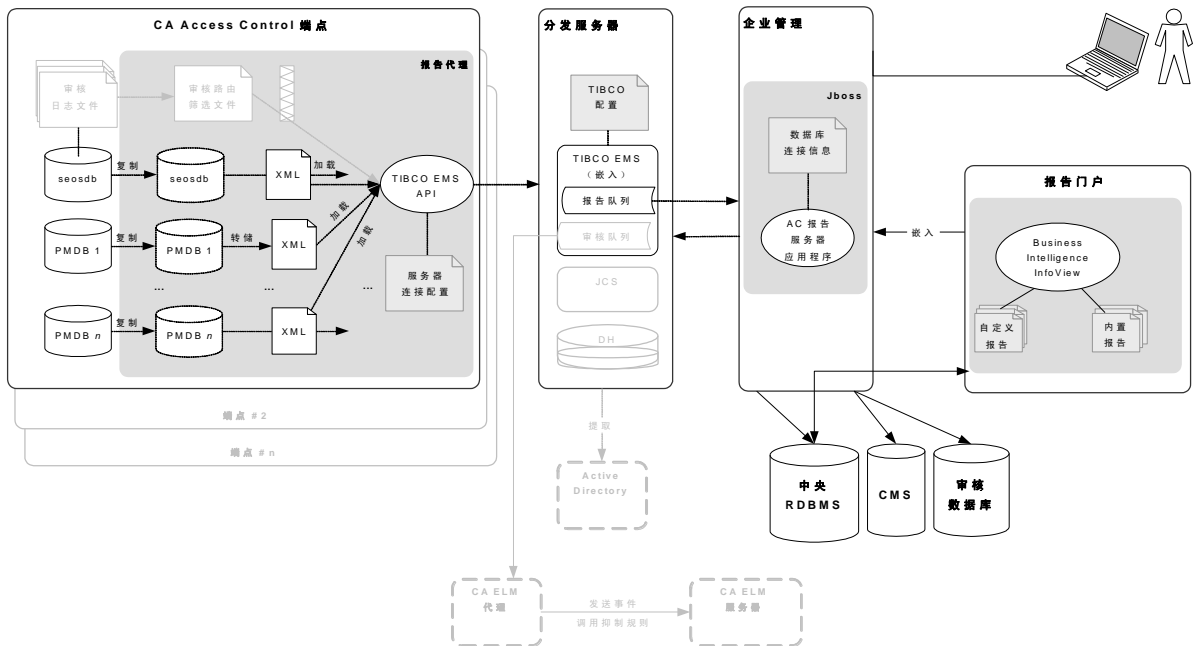 CA Access Control 端点
报告代理
审核
日志文件
审核路由
筛选文件
seosdb
复制
seosdb
XML
加载
TIBCO EMS
API
PMDB 1
复制
PMDB 1
转储
XML
加载
加载
...
...
...
服务器
连接配置
PMDB n
复制
PMDB n
XML
端点 #2
端点 #n
分发服务器
TIBCO
配置
TIBCO EMS
（嵌入）
报告队列
审核队列
JCS
DH
提取
Active
Directory
CA ELM
代理
发送事件
调用抑制规则
CA ELM
服务器
企业管理
Jboss
数据库
连接信息
AC 报告
服务器
应用程序
嵌入
报告门户
Business
Intelligence
InfoView
自定义
报告
内置
报告
中央
RDBMS
CMS
审核
数据库